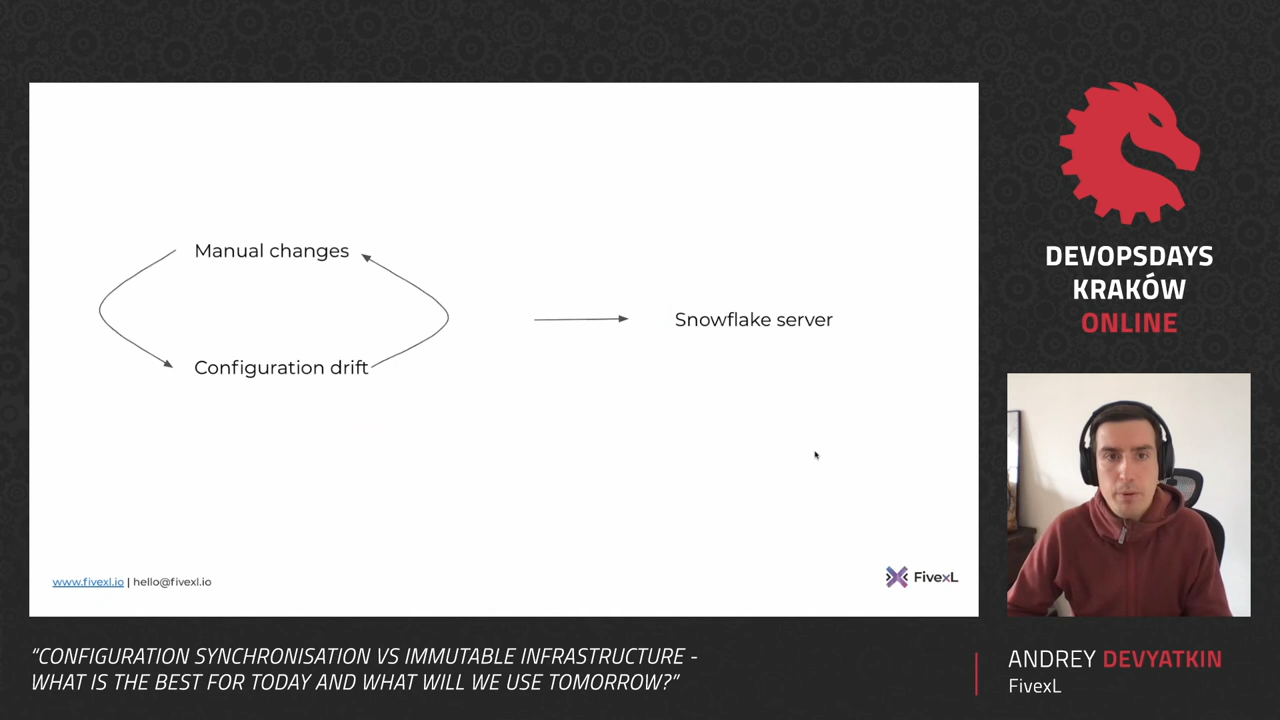 Manual changes
Configuration drift
Snowflake server
www.fivexl.io | hello@fivexl.io
FivexL
DEVOPSDAYS
KRAKÓW
ONLINE
“CONFIGURATION SYNCHRONISATION VS IMMUTABLE INFRASTRUCTURE -
WHAT IS THE BEST FOR TODAY AND WHAT WILL WE USE TOMORROW?”
ANDREY DEVYATKIN
FivexL